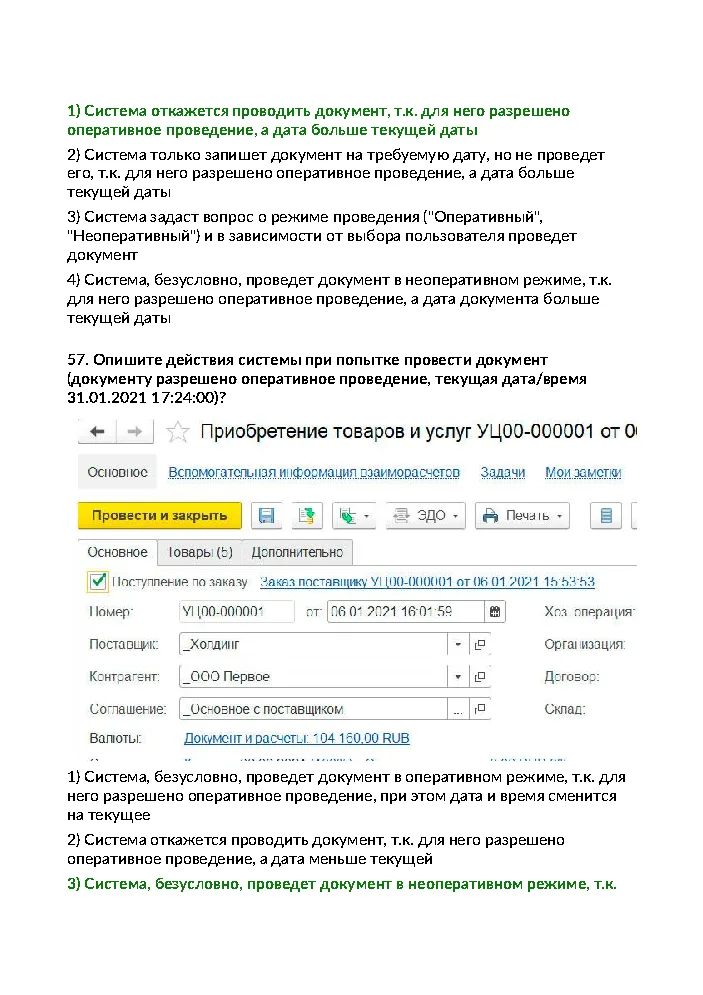 1) Система откажется проводить документ, т.к. для него разрешено
оперативное проведение, а дата больше текущей даты
2) Система только запишет документ на требуемую дату, но не проведет
его, т.к. для него разрешено оперативное проведение, а дата больше
текущей даты
3) Система задаст вопрос о режиме проведения ("Оперативный",
"Неоперативный") и в зависимости от выбора пользователя проведет
документ
4) Система, безусловно, проведет документ в неоперативном режиме, т.к.
для него разрешено оперативное проведение, а дата документа больше
текущей даты
57. Опишите действия системы при попытке провести документ
(документу разрешено оперативное проведение, текущая дата/время
31.01.2021 17:24:00)?
Приобретение товаров и услуг УЦ00-000001 от
Основное Вспомогательная информация взаиморасчетов Задачи Мои заметки
Провести и закрыть ЭДО Печать
Основное Товары (5) Дополнительно
Поступление по заказу Заказ поставщику УЦ00-000001 от 06.01.2021 15:53:53
Номер: УЦ00-000001 от: 06.01.2021 16:01:59 Хоз. операция:
Поставщик: _Холдинг Организация:
Контрагент: _ООО Первое Договор:
Соглашение: _Основное с поставщиком ... Склад:
Валюты: Документ и расчеты: 104 160,00 RUB
1) Система, безусловно, проведет документ в оперативном режиме, т.к. для
него разрешено оперативное проведение, при этом дата и время сменится
на текущее
2) Система откажется проводить документ, т.к. для него разрешено
оперативное проведение, а дата меньше текущей
3) Система, безусловно, проведет документ в неоперативном режиме, т.к.